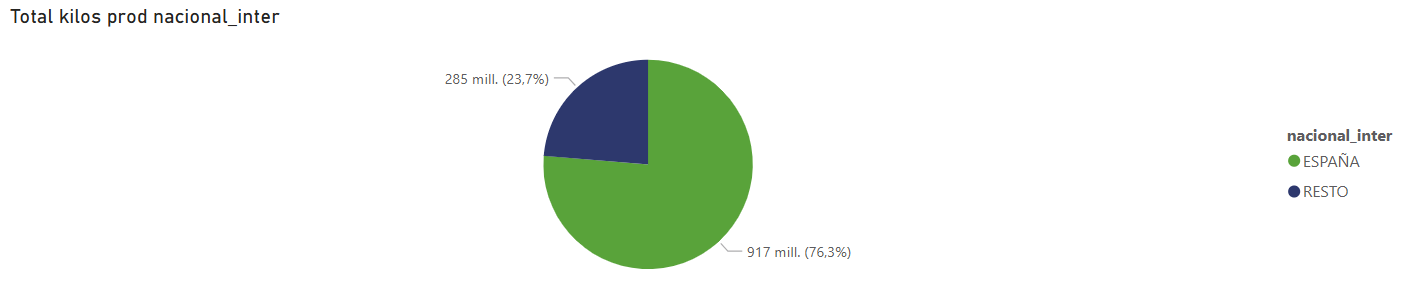 Total kilos prod nacional_inter
285 mill. (23,7%)
917 mill. (76,3%)
nacional_inter
ESPAÑA
RESTO